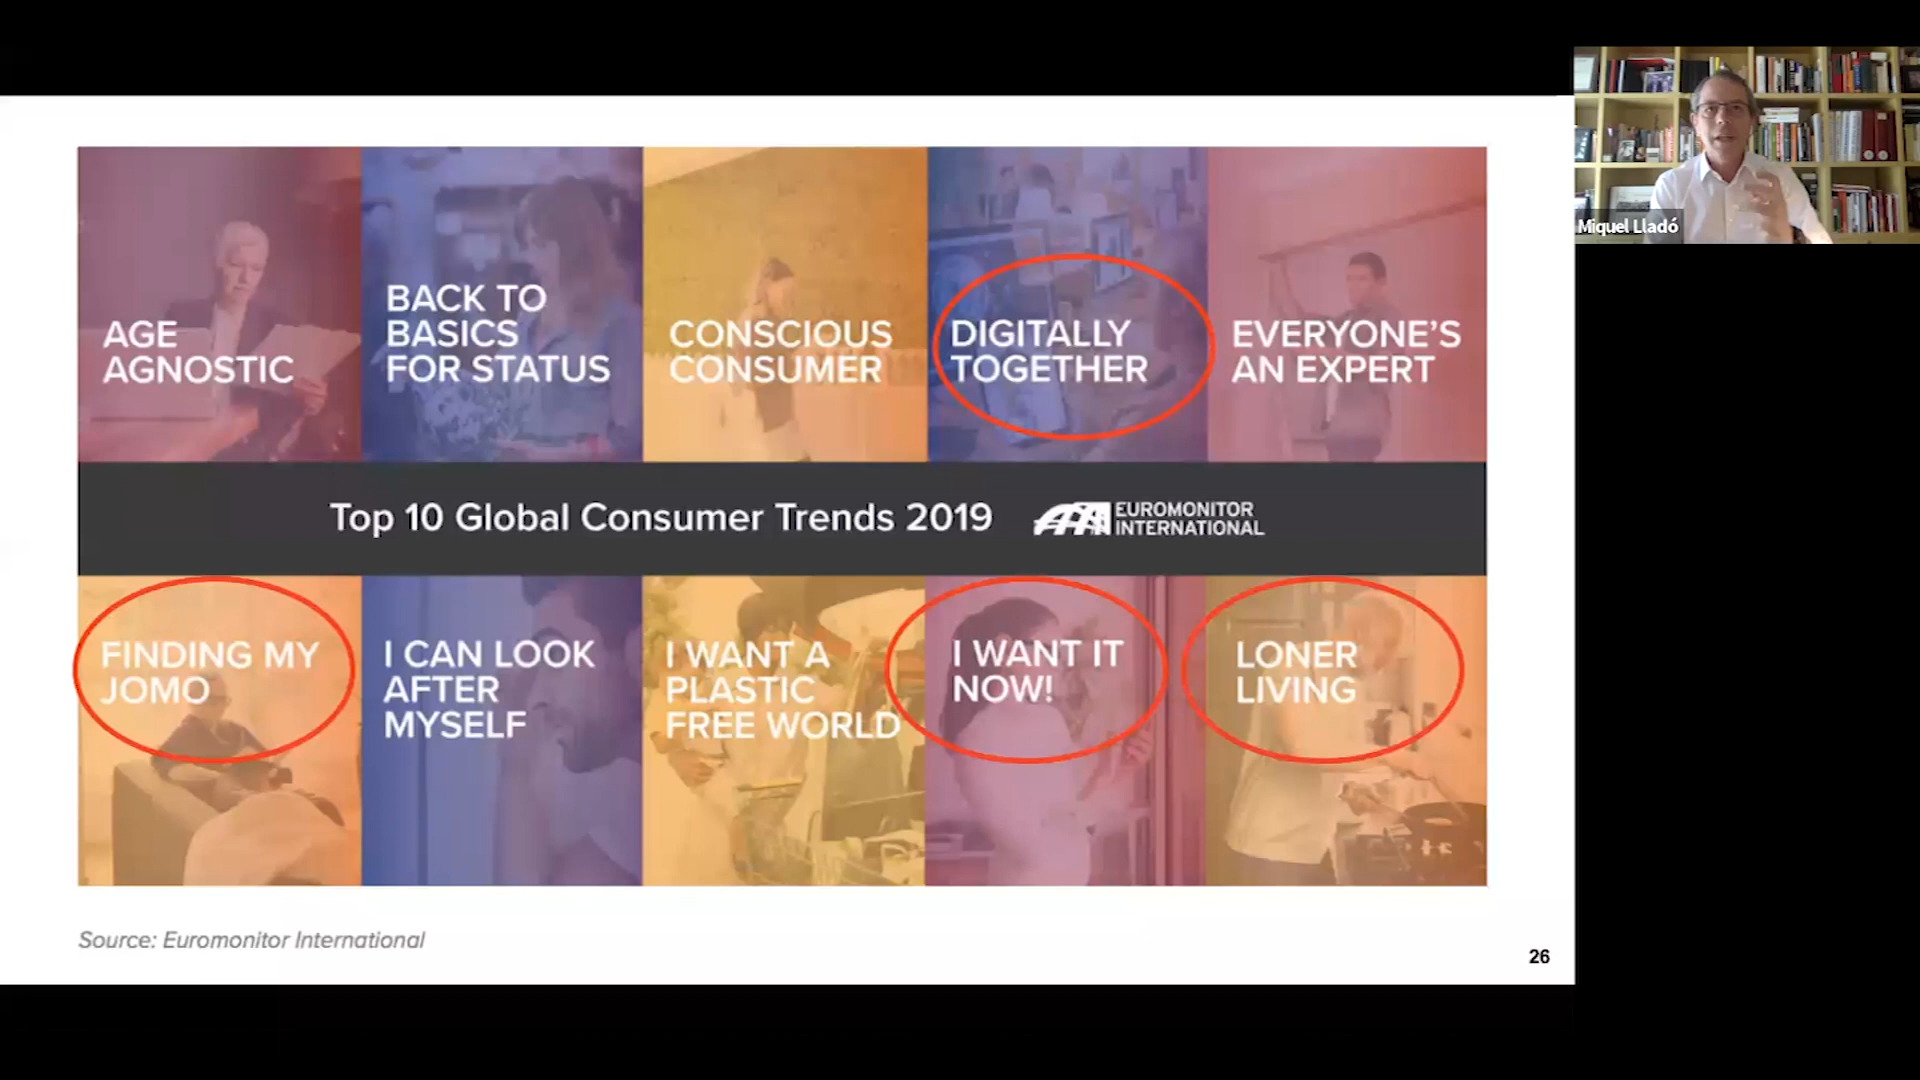 Miquel Lladó
AGE
AGNOSTIC
BACK TO
BASICS
FOR STATUS
CONSCIOUS
CONSUMER
DIGITALLY
TOGETHER
EVERYONE'S
AN EXPERT
Top 10 Global Consumer Trends 2019
EUROMONITOR
INTERNATIONAL
FINDING MY
JOMO
I CAN LOOK
AFTER
MYSELF
I WANT A
PLASTIC
FREE WORLD
I WANT IT
NOW!
LONER
LIVING
Source: Euromonitor International
26